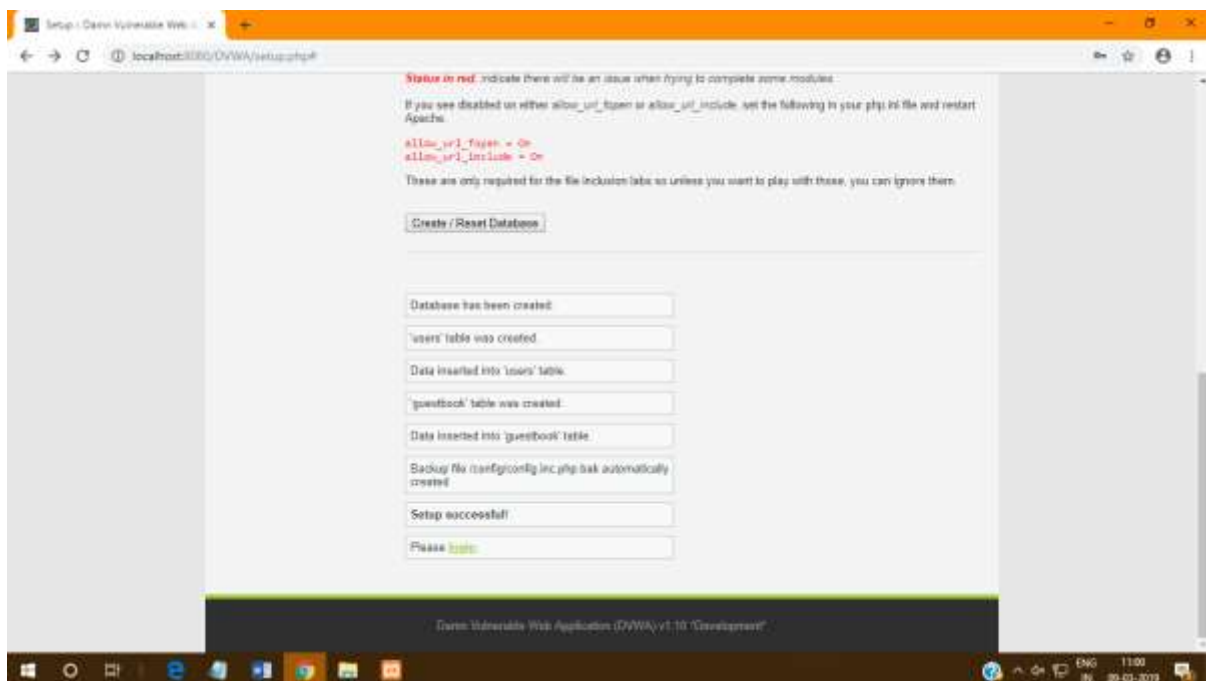 Setup :: Damn Vulnerable Web
localhost:8080/DVWA/setup.php#
Status in red, indicate there will be an issue when trying to complete some modules.
If you see disabled on either allow_url_fopen or allow_url_include, set the following in your php.ini file and restart
Apache.
allow_url_fopen = On
allow_url_include = On
These are only required for the file inclusion labs so unless you want to play with those, you can ignore them.
Create / Reset Database
Database has been created.
'users' table was created.
Data inserted into 'users' table.
'guestbook' table was created.
Data inserted into 'guestbook' table.
Backup file /config/config.inc.php.bak automatically
created
Setup successful!
Please login.
Damn Vulnerable Web Application (DVWA) v1.10 *Development*
ENG 11:00
IN 09-03-2019